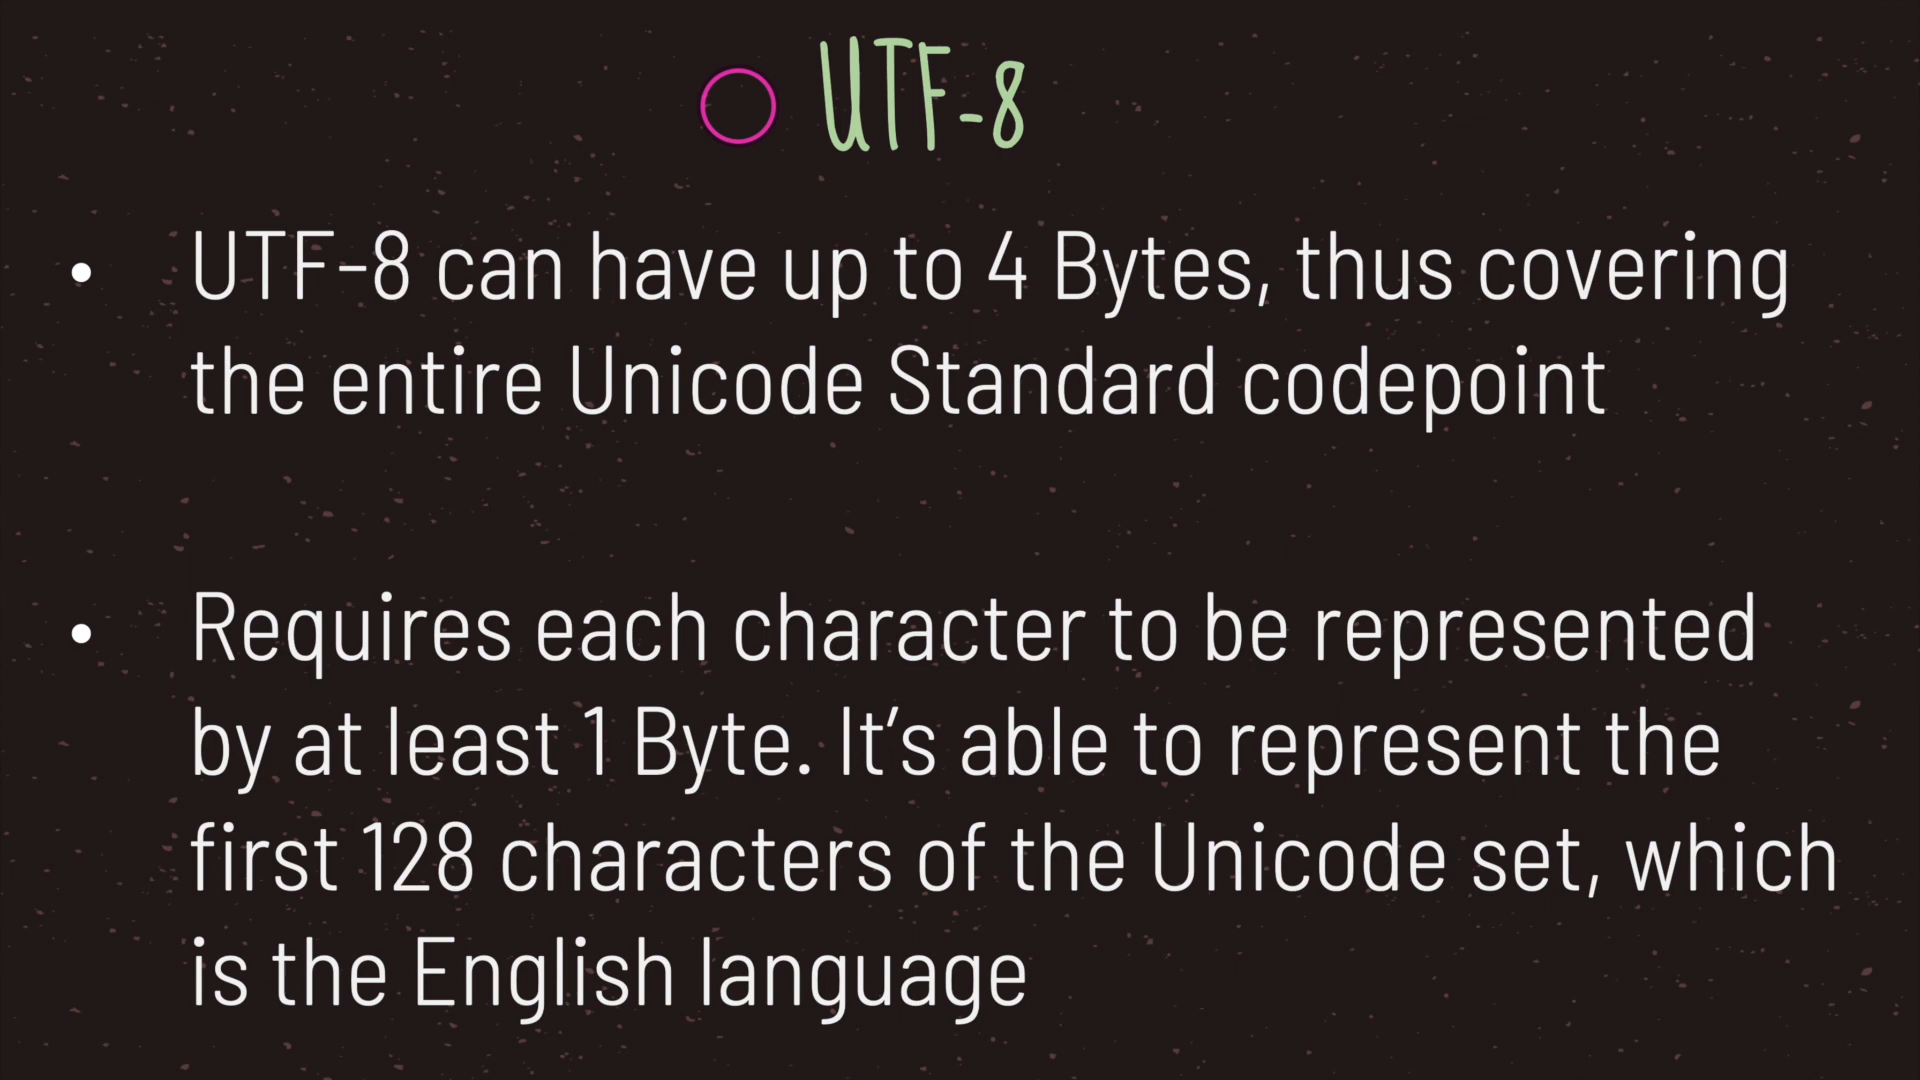 UTF-8
• UTF-8 can have up to 4 Bytes, thus covering
the entire Unicode Standard codepoint
• Requires each character to be represented
by at least 1 Byte. It’s able to represent the
first 128 characters of the Unicode set, which
is the English language